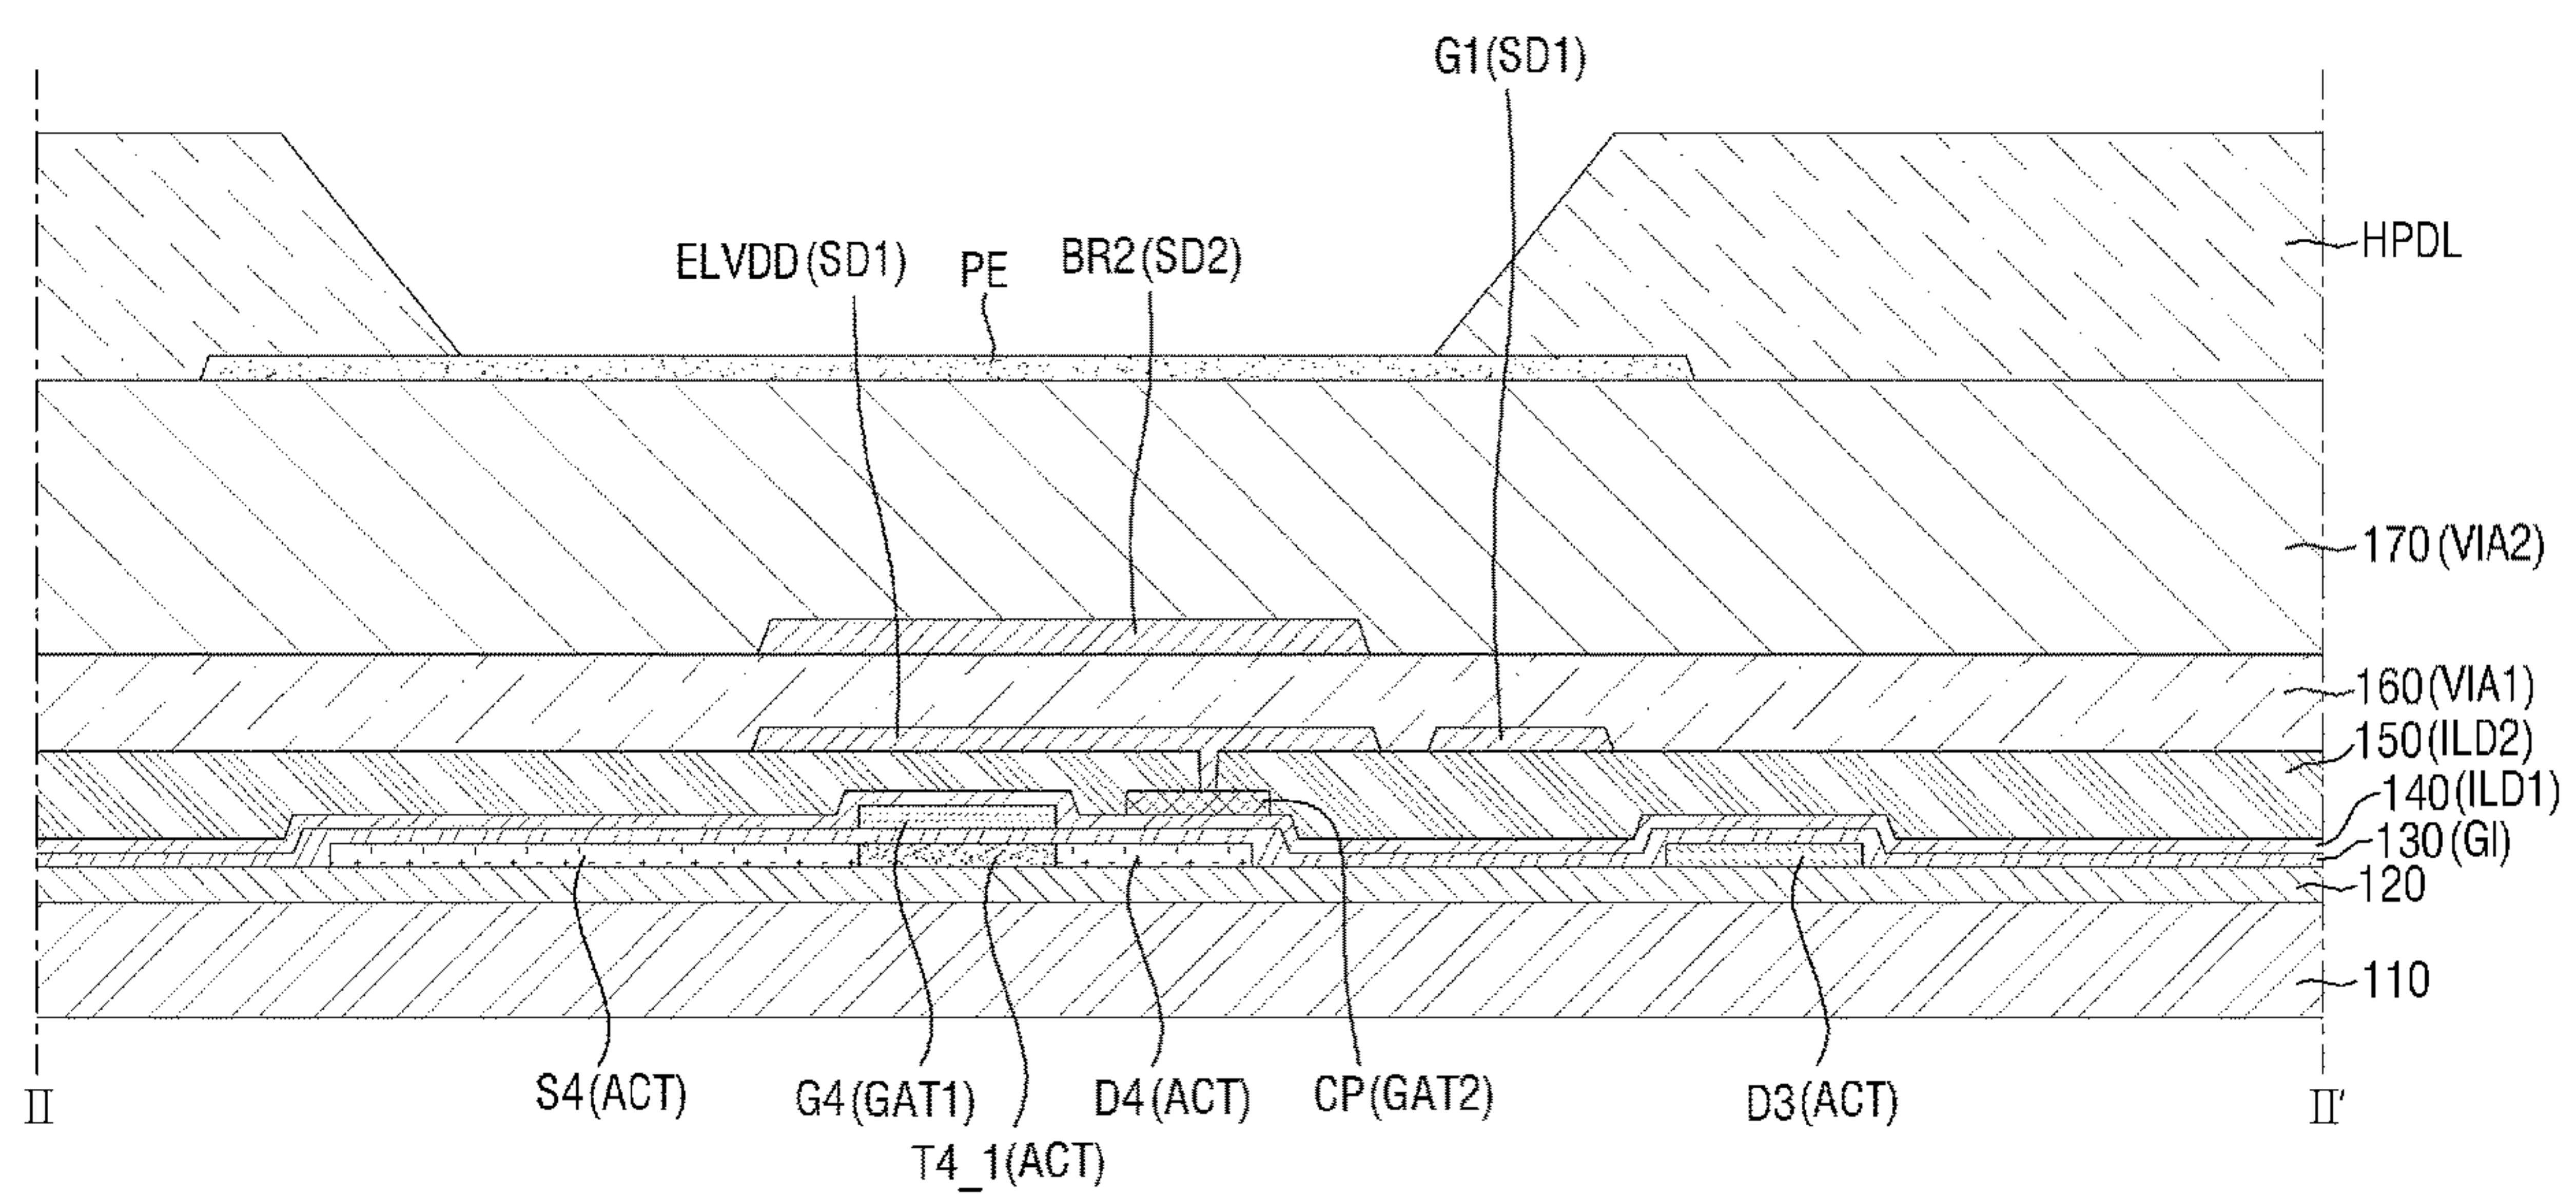 G1(SD1)
ELVDD(SD1)
PE
BR2(SD2)
HPDL
170(VIA2)
160(VIA1)
150(ILD2)
140(ILD1)
130(GI)
120
110
S4(ACT)
G4(GAT1)
D4(ACT)
CP(GAT2)
D3(ACT)
T4_1(ACT)
II
II'